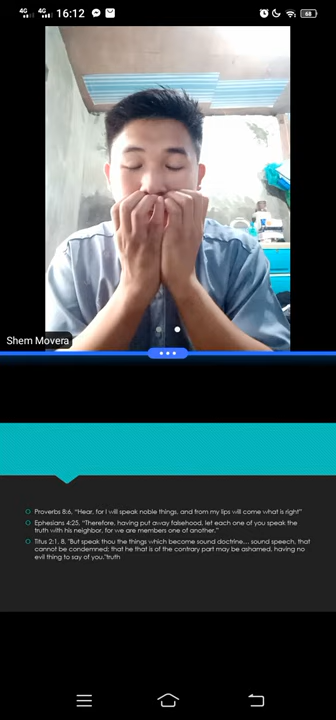 4G 4G 16:12 68
Shem Movera
Proverbs 8:6, “Hear, for I will speak noble things, and from my lips will come what is right”
Ephesians 4:25, “Therefore, having put away falsehood, let each one of you speak the
truth with his neighbor, for we are members one of another.”
Titus 2:1, 8, "But speak thou the things which become sound doctrine… sound speech, that
cannot be condemned; that he that is of the contrary part may be ashamed, having no
evil thing to say of you."truth